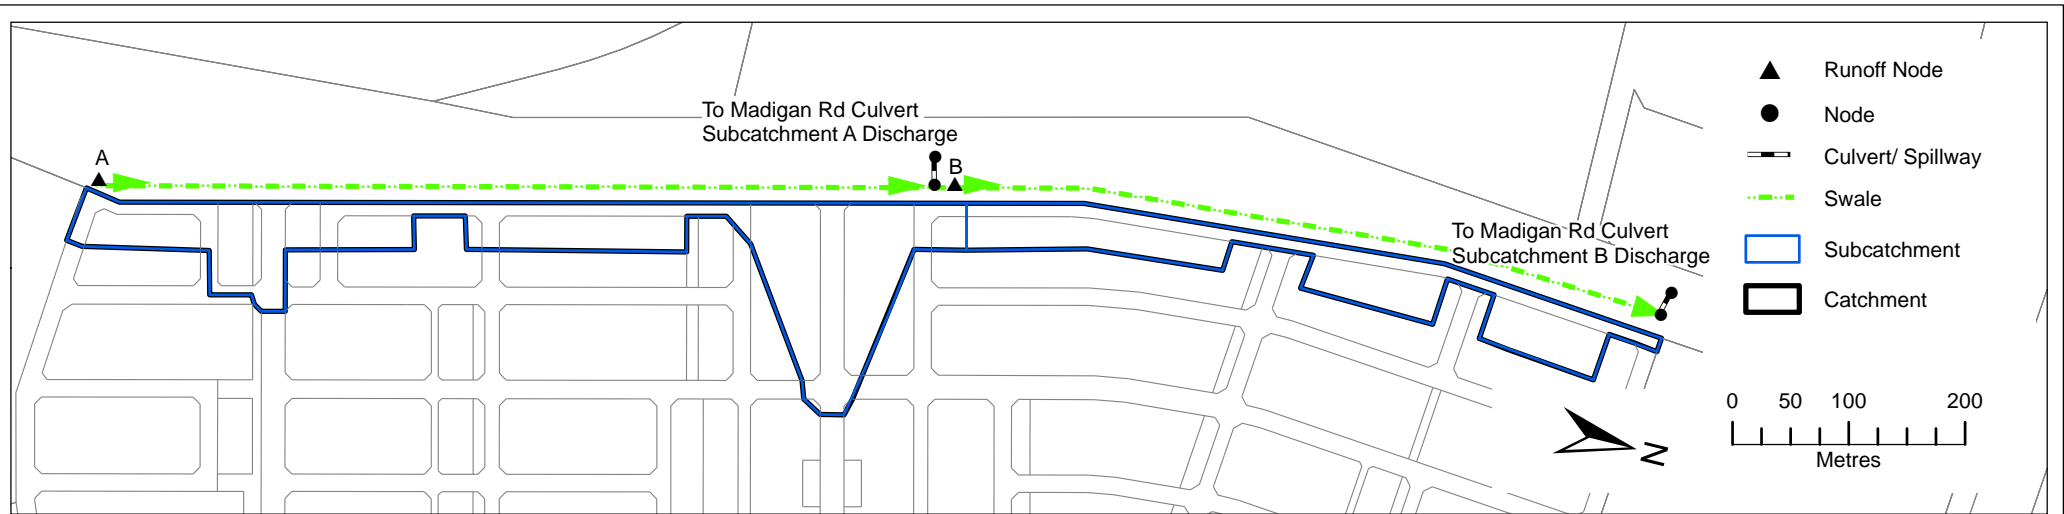 To Madigan Rd Culvert
Subcatchment A Discharge
A
B
To Madigan Rd Culvert
Subcatchment B Discharge
Runoff Node
Node
Culvert/ Spillway
Swale
Subcatchment
Catchment
0 50 100 200
Metres
N